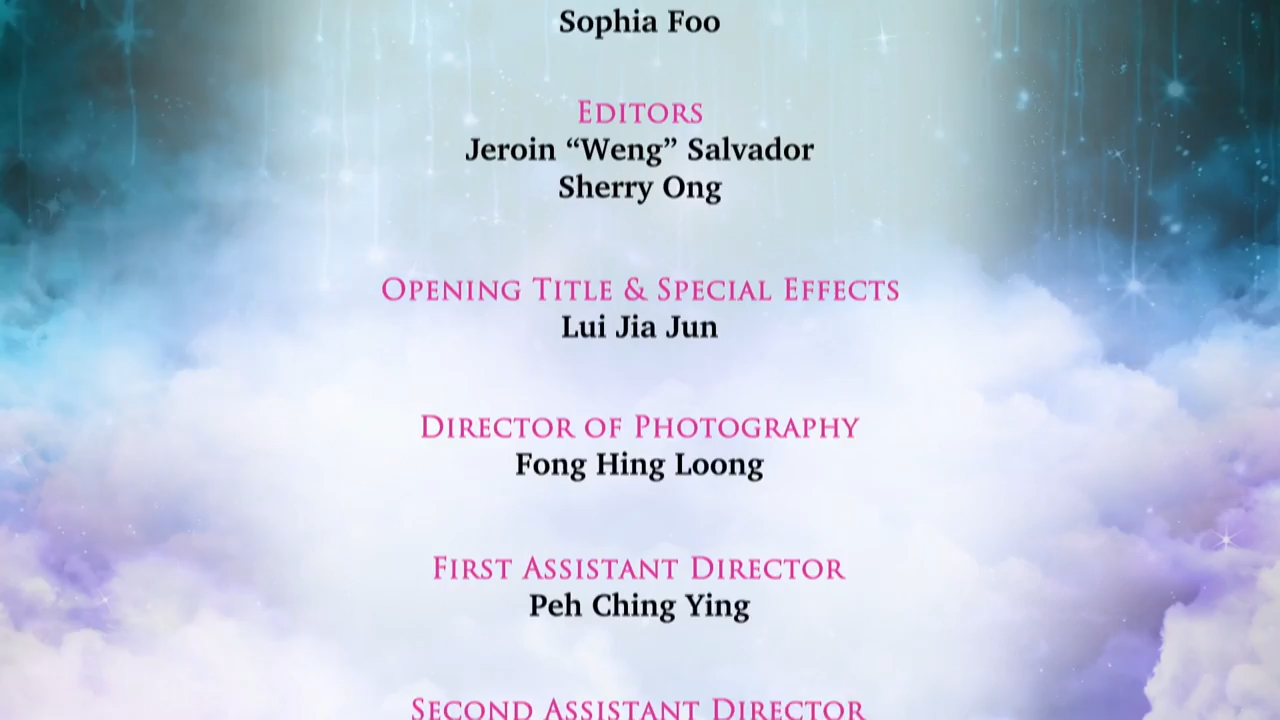 Sophia Foo
EDITORS
Jeroin “Weng” Salvador
Sherry Ong
OPENING TITLE & SPECIAL EFFECTS
Lui Jia Jun
DIRECTOR OF PHOTOGRAPHY
Fong Hing Loong
FIRST ASSISTANT DIRECTOR
Peh Ching Ying
SECOND ASSISTANT DIRECTOR